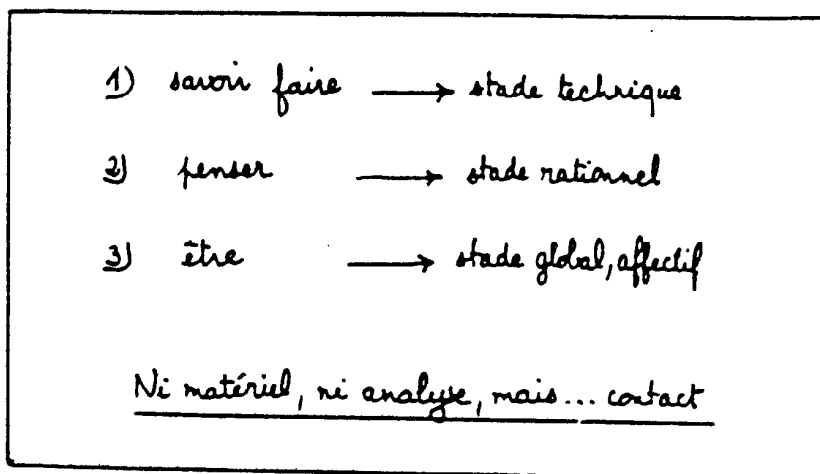 1) savoir faire → stade technique
2) penser → stade rationnel
3) être → stade global, affectif
Ni matériel, ni analyse, mais... contact